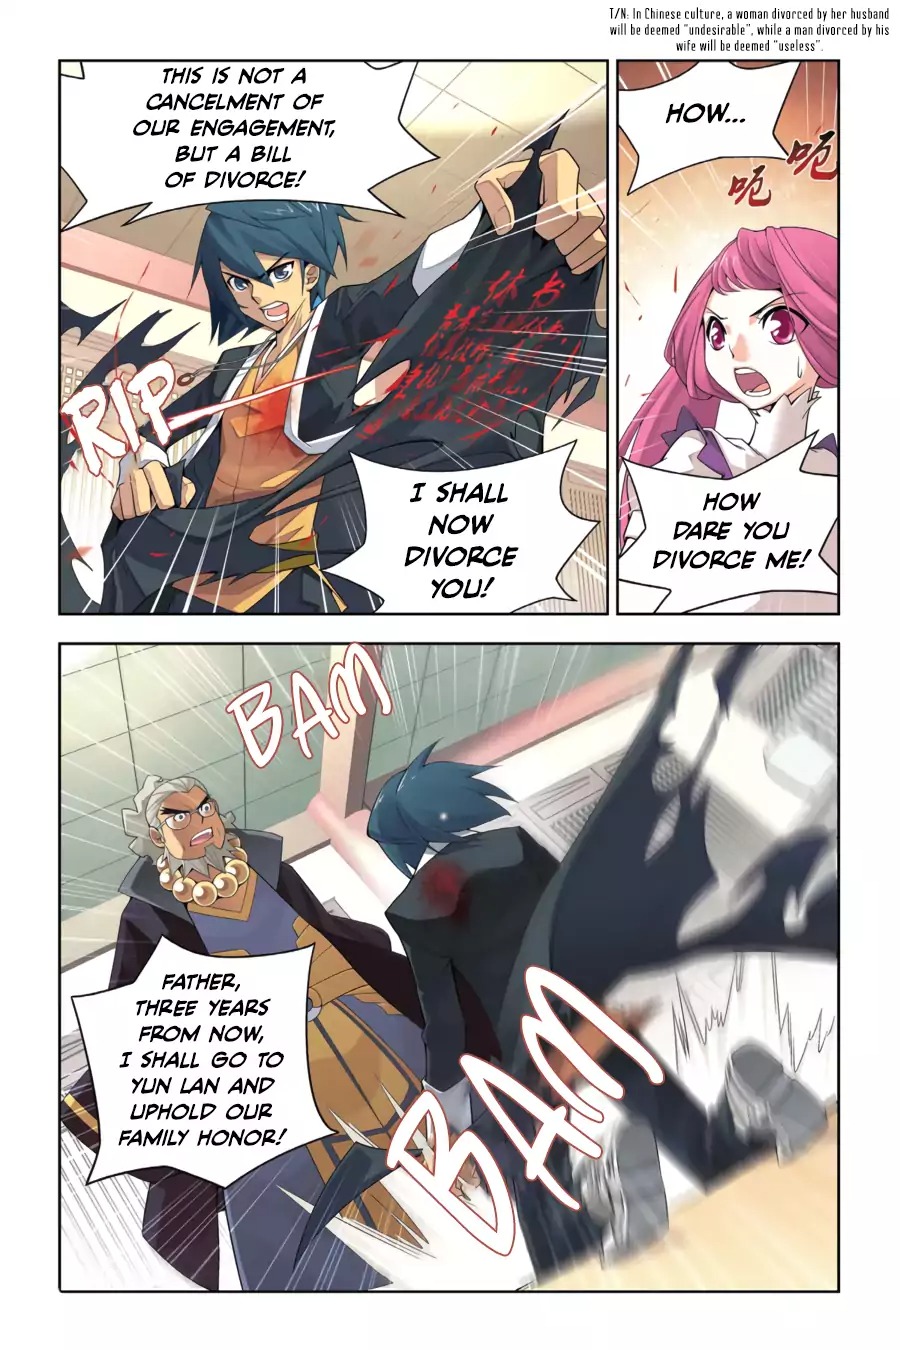 T/N: In Chinese culture, a woman divorced by her husband
will be deemed "undesirable", while a man divorced by his
wife will be deemed "useless".
THIS IS NOT A
CANCELMENT OF
OUR ENGAGEMENT,
BUT A BILL
OF DIVORCE!
休书
RIP
I SHALL
NOW
DIVORCE
YOU!
HOW...
呃
呃
HOW
DARE YOU
DIVORCE ME!
BAM
FATHER,
THREE YEARS
FROM NOW,
I SHALL GO TO
YUN LAN AND
UPHOLD OUR
FAMILY HONOR!
BAM